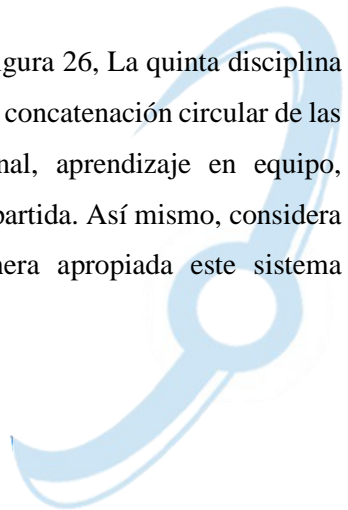 gura 26, La quinta disciplina
concatenación circular de las
nal, aprendizaje en equipo,
partida. Así mismo, considera
nera apropiada este sistema